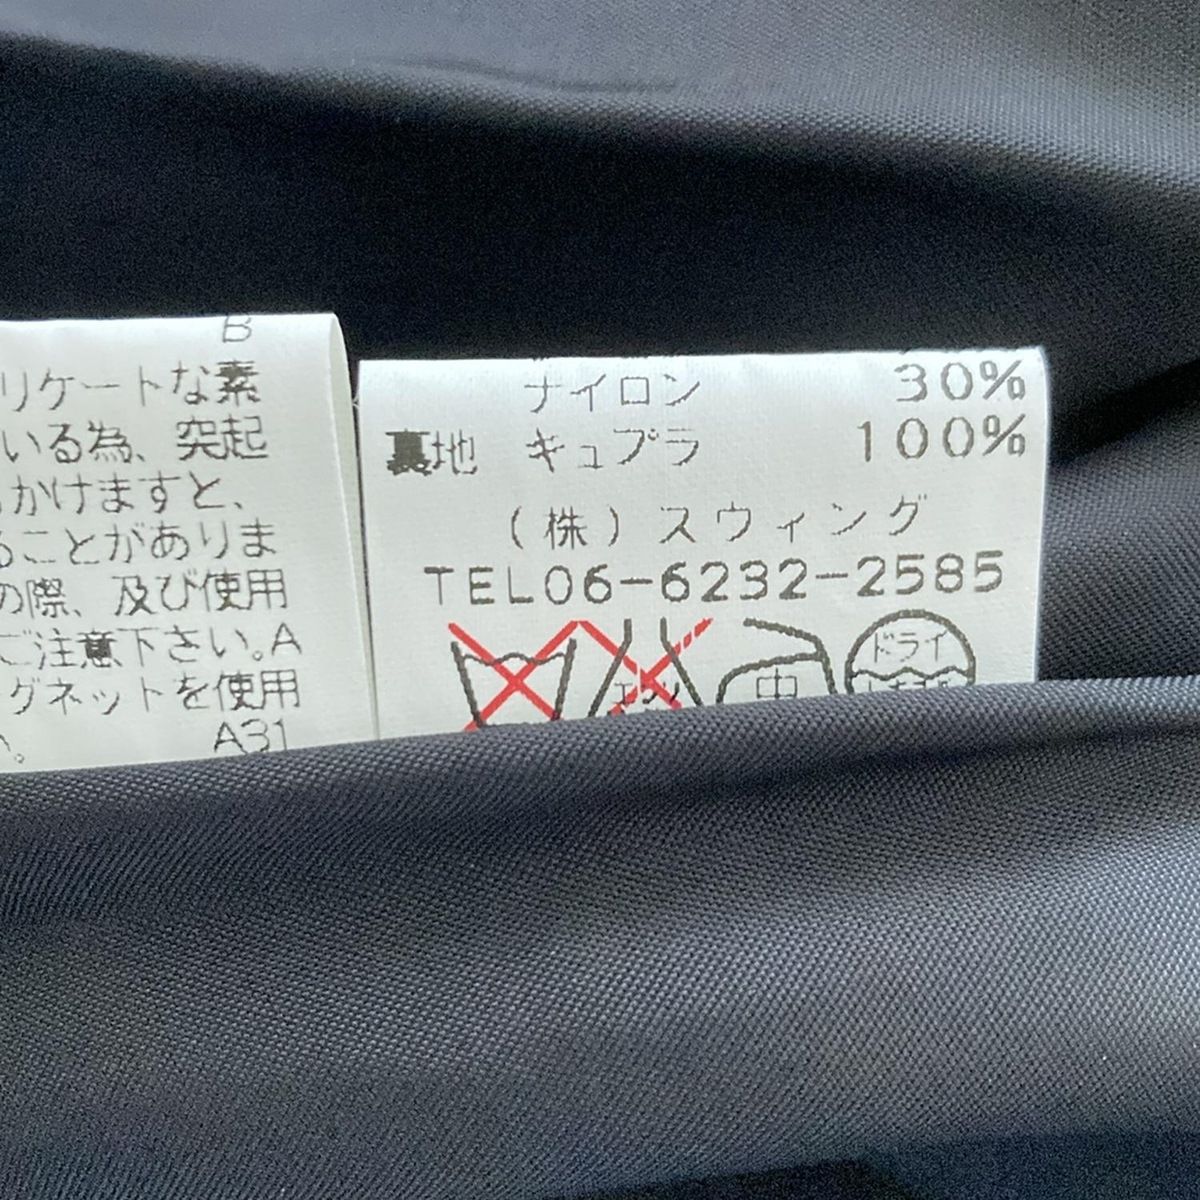 B
リケートな素
いる為、突起
かけますと、
ことがありま
の際、及び使用
ご注意下さい。A
グネットを使用
。 A31
ナイロン 30%
裏地 キュプラ 100%
(株)スウィング
TEL06-6232-2585
エンソ
中
ドライ